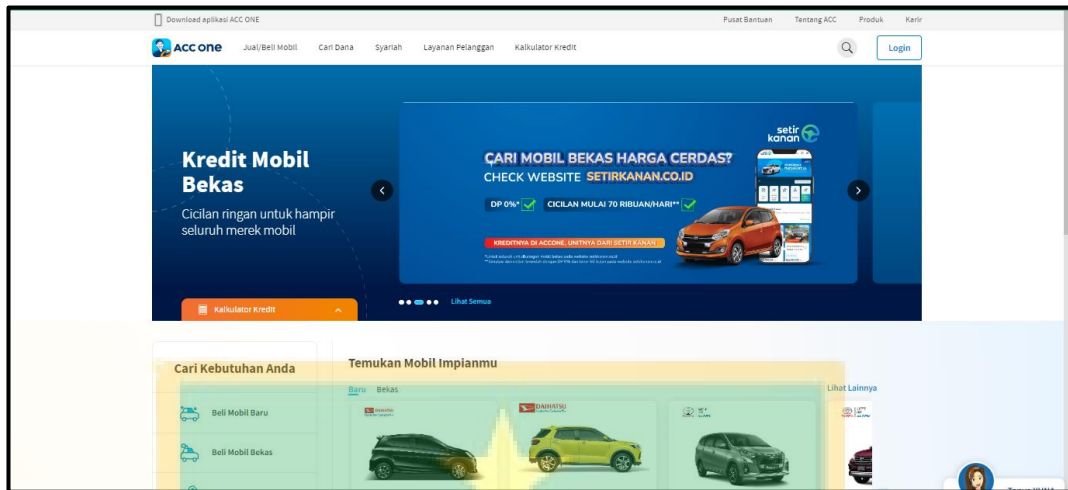 Download aplikasi ACC ONE
Pusat Bantuan Tentang ACC Produk Karir
ACC one Jual/Beli Mobil Cari Dana Syariah Layanan Pelanggan Kalkulator Kredit Login
Kredit Mobil
Bekas
Cicilan ringan untuk hampir
seluruh merek mobil
setir
kanan
CARI MOBIL BEKAS HARGA CERDAS?
CHECK WEBSITE SETIRKANAN.CO.ID
DP 0%* CICILAN MULAI 70 RIBUAN/HARI**
KREDITNYA DI ACCONE, UNITNYA DARI SETIR KANAN
Lihat Semua
Kalkulator Kredit
Cari Kebutuhan Anda
Temukan Mobil Impianmu
Baru Bekas
Lihat Lainnya
DAIHATSU
DAIHATSU
Beli Mobil Baru
Beli Mobil Bekas